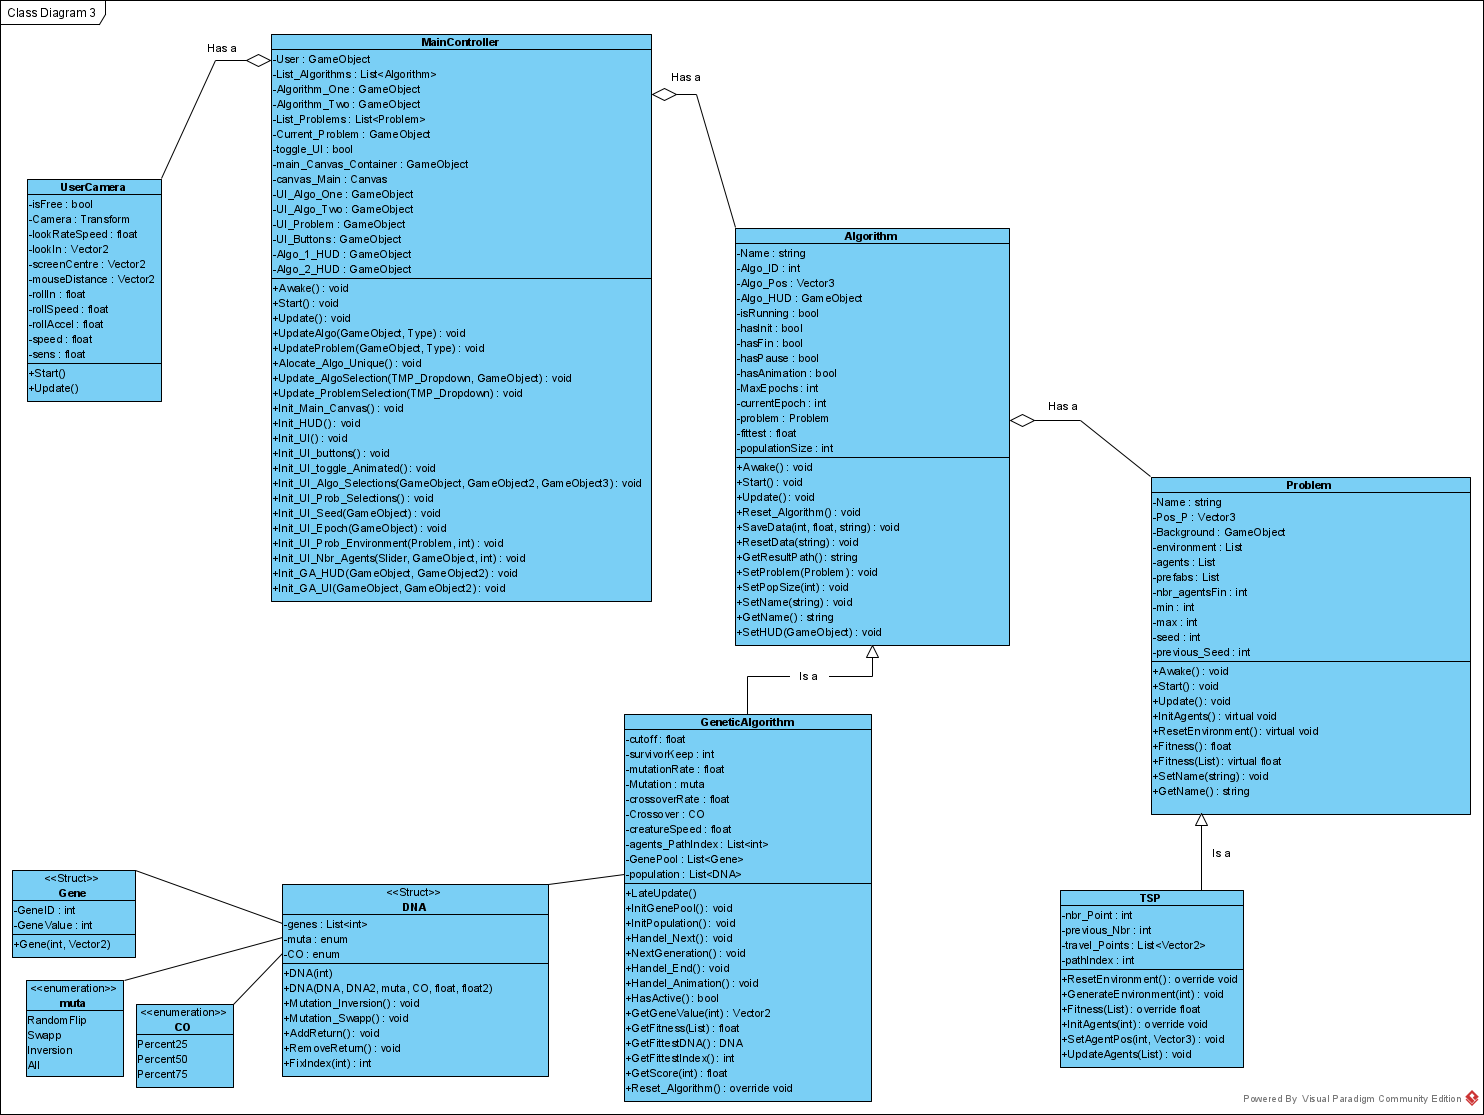 Class Diagram 3
Has a
MainController
-User : GameObject
-List_Algorithms : List<Algorithm>
-Algorithm_One : GameObject
-Algorithm_Two : GameObject
-List_Problems : List<Problem>
-Current_Problem : GameObject
-toggle_UI : bool
-main_Canvas_Container : GameObject
-canvas_Main : Canvas
-UI_Algo_One : GameObject
-UI_Algo_Two : GameObject
-UI_Problem : GameObject
-UI_Buttons : GameObject
-Algo_1_HUD : GameObject
-Algo_2_HUD : GameObject
+Awake() : void
+Start() : void
+Update() : void
+UpdateAlgo(GameObject, Type) : void
+UpdateProblem(GameObject, Type) : void
+Alocate_Algo_Unique() : void
+Update_AlgoSelection(TMP_Dropdown, GameObject) : void
+Update_ProblemSelection(TMP_Dropdown) : void
+Init_Main_Canvas() : void
+Init_HUD() : void
+Init_UI() : void
+Init_UI_buttons() : void
+Init_UI_toggle_Animated() : void
+Init_UI_Algo_Selections(GameObject, GameObject2, GameObject3) : void
+Init_UI_Prob_Selections() : void
+Init_UI_Seed(GameObject) : void
+Init_UI_Epoch(GameObject) : void
+Init_UI_Prob_Environment(Problem, int) : void
+Init_UI_Nbr_Agents(Slider, GameObject, int) : void
+Init_GA_HUD(GameObject, GameObject2) : void
+Init_GA_UI(GameObject, GameObject2) : void
Has a
UserCamera
-isFree : bool
-Camera : Transform
-lookRateSpeed : float
-lookIn : Vector2
-screenCentre : Vector2
-mouseDistance : Vector2
-rollIn : float
-rollSpeed : float
-rollAccel : float
-speed : float
-sens : float
+Start()
+Update()
Algorithm
-Name : string
-Algo_ID : int
-Algo_Pos : Vector3
-Algo_HUD : GameObject
-isRunning : bool
-hasInit : bool
-hasFin : bool
-hasPause : bool
-hasAnimation : bool
-MaxEpochs : int
-currentEpoch : int
-problem : Problem
-fittest : float
-populationSize : int
+Awake() : void
+Start() : void
+Update() : void
+Reset_Algorithm() : void
+SaveData(int, float, string) : void
+ResetData(string) : void
+GetResultPath() : string
+SetProblem(Problem) : void
+SetPopSize(int) : void
+SetName(string) : void
+GetName() : string
+SetHUD(GameObject) : void
Has a
Problem
-Name : string
-Pos_P : Vector3
-Background : GameObject
-environment : List
-agents : List
-prefabs : List
-nbr_agentsFin : int
-min : int
-max : int
-seed : int
-previous_Seed : int
+Awake() : void
+Start() : void
+Update() : void
+InitAgents() : virtual void
+ResetEnvironment() : virtual void
+Fitness() : float
+Fitness(List) : virtual float
+SetName(string) : void
+GetName() : string
Is a
GeneticAlgorithm
-cutoff : float
-survivorKeep : int
-mutationRate : float
-Mutation : muta
-crossoverRate : float
-Crossover : CO
-creatureSpeed : float
-agents_PathIndex : List<int>
-GenePool : List<Gene>
-population : List<DNA>
+LateUpdate()
+InitGenePool() : void
+InitPopulation() : void
+Handel_Next() : void
+NextGeneration() : void
+Handel_End() : void
+Handel_Animation() : void
+HasActive() : bool
+GetGeneValue(int) : Vector2
+GetFitness(List) : float
+GetFittestDNA() : DNA
+GetFittestIndex() : int
+GetScore(int) : float
+Reset_Algorithm() : override void
Is a
<<Struct>>
Gene
-GeneID : int
-GeneValue : int
+Gene(int, Vector2)
<<Struct>>
DNA
-genes : List<int>
-muta : enum
-CO : enum
+DNA(int)
+DNA(DNA, DNA2, muta, CO, float, float2)
+Mutation_Inversion() : void
+Mutation_Swapp() : void
+AddReturn() : void
+RemoveReturn() : void
+FixIndex(int) : int
<<enumeration>>
muta
RandomFlip
Swapp
Inversion
All
<<enumeration>>
CO
Percent25
Percent50
Percent75
TSP
-nbr_Point : int
-previous_Nbr : int
-travel_Points : List<Vector2>
-pathIndex : int
+ResetEnvironment() : override void
+GenerateEnvironment(int) : void
+Fitness(List) : override float
+InitAgents(int) : override void
+SetAgentPos(int, Vector3) : void
+UpdateAgents(List) : void
Powered By Visual Paradigm Community Edition